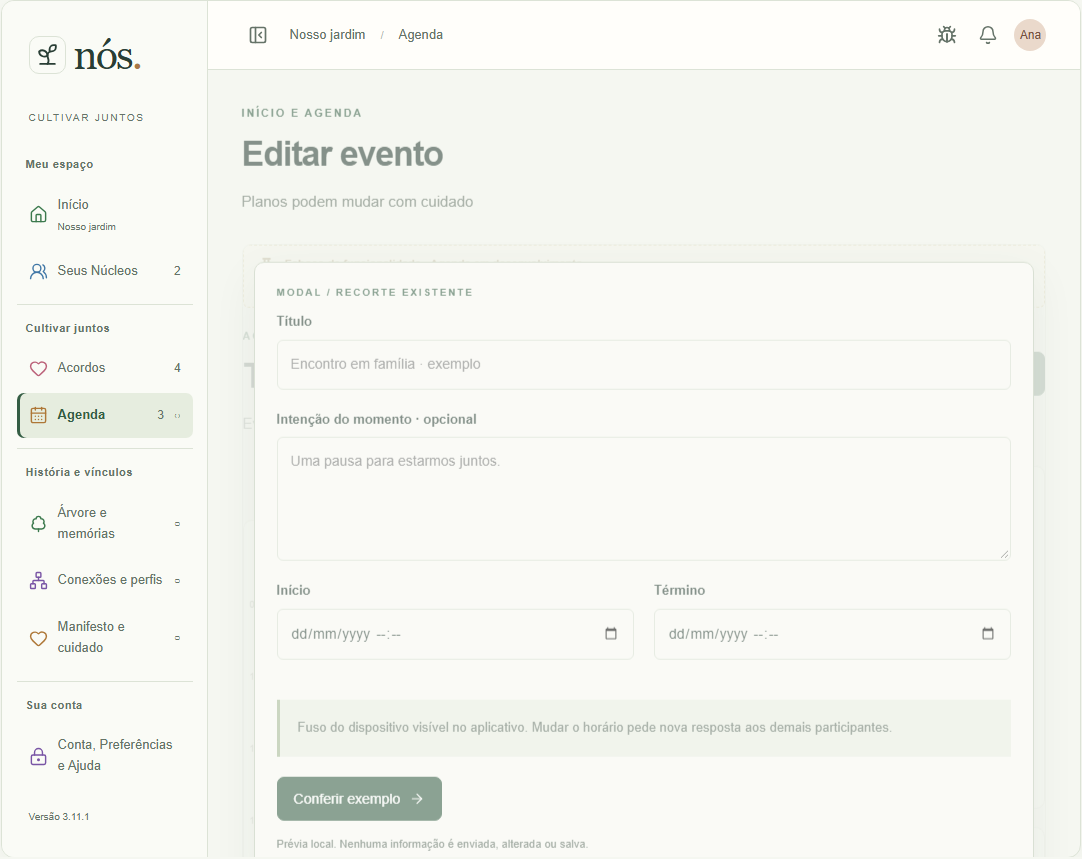 nós.
CULTIVAR JUNTOS
Meu espaço
Início
Nosso jardim
Seus Núcleos 2
Cultivar juntos
Acordos 4
Agenda 3
História e vínculos
Árvore e
memórias
Conexões e perfis
Manifesto e
cuidado
Sua conta
Conta, Preferências
e Ajuda
Versão 3.11.1
Nosso jardim / Agenda
Ana
INÍCIO E AGENDA
Editar evento
Planos podem mudar com cuidado
MODAL / RECORTE EXISTENTE
Título
Encontro em família · exemplo
Intenção do momento · opcional
Uma pausa para estarmos juntos.
Início Término
dd/mm/yyyy --:-- dd/mm/yyyy --:--
Fuso do dispositivo visível no aplicativo. Mudar o horário pede nova resposta aos demais participantes.
Conferir exemplo →
Prévia local. Nenhuma informação é enviada, alterada ou salva.